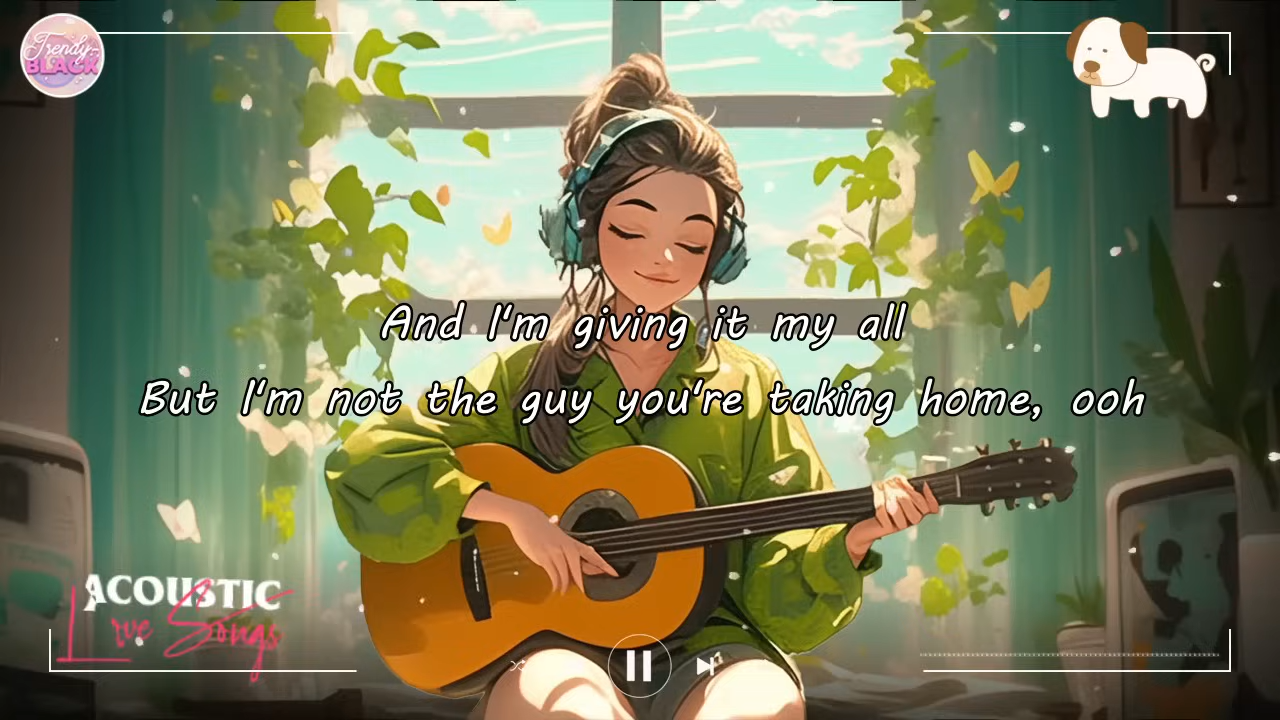 Trendy
BLACK
And I'm giving it my all
But I'm not the guy you're taking home, ooh
ACOUSTIC
Love Songs